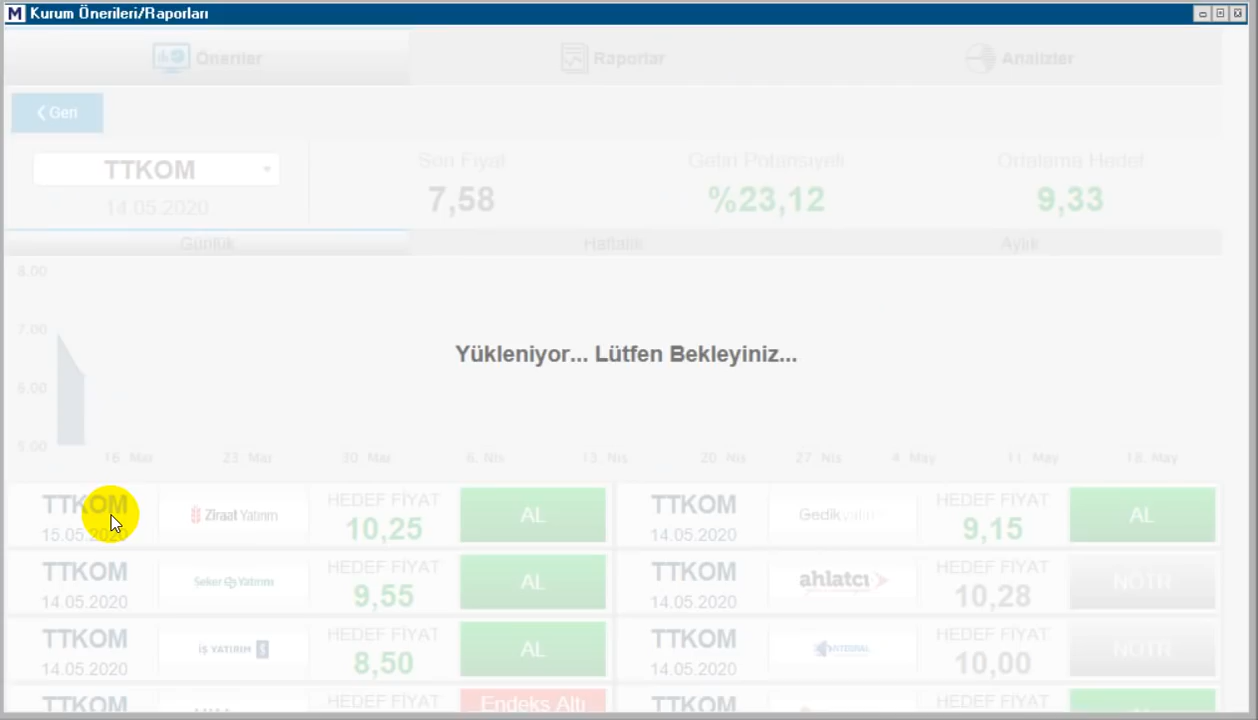 M Kurum Önerileri/Raporları
Öneriler
Raporlar
Analizler
Geri
TTKOM
14.05.2020
Son Fiyat
7,58
Getiri Potansiyeli
%23,12
Ortalama Hedef
9,33
Günlük
Haftalık
Aylık
8.00
7.00
6.00
5.00
Yükleniyor... Lütfen Bekleyiniz...
16. Mar
23. Mar
30. Mar
6. Nis
13. Nis
20. Nis
27. Nis
4. May
11. May
18. May
TTKOM
15.05.2020
Ziraat Yatırım
HEDEF FİYAT
10,25
AL
TTKOM
14.05.2020
Gedik yatırım
HEDEF FİYAT
9,15
AL
TTKOM
14.05.2020
Şeker Yatırım
HEDEF FİYAT
9,55
AL
TTKOM
14.05.2020
ahlatcı
HEDEF FİYAT
10,28
NÖTR
TTKOM
14.05.2020
İŞ YATIRIM
HEDEF FİYAT
8,50
AL
TTKOM
14.05.2020
INTEGRAL
HEDEF FİYAT
10,00
NÖTR
TTKOM
HEDEF FİYAT
Endeks Altı
TTKOM
HEDEF FİYAT